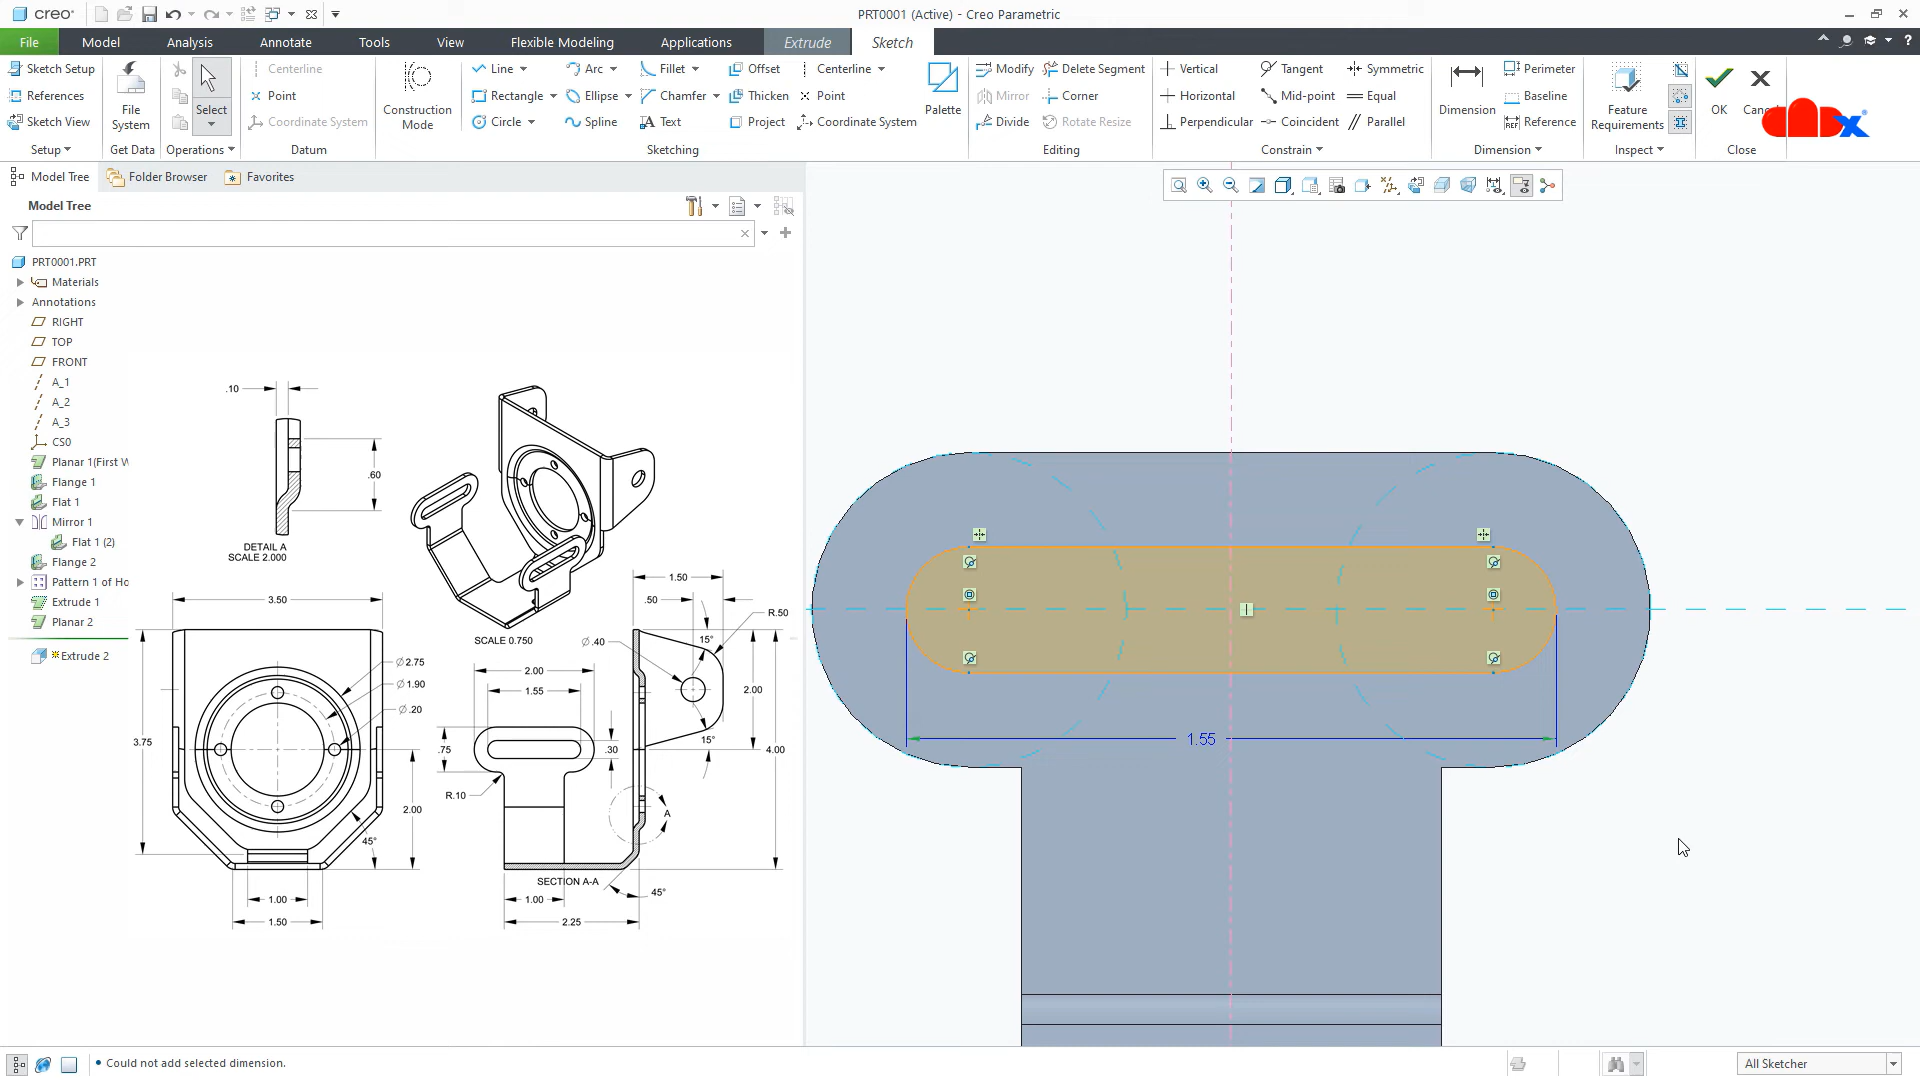 creo
PRT0001 (Active) - Creo Parametric
File
Model
Analysis
Annotate
Tools
View
Flexible Modeling
Applications
Extrude
Sketch
Sketch Setup
References
Sketch View
Setup
File System
Get Data
Select
Operations
Centerline
Point
Coordinate System
Datum
Construction Mode
Line
Rectangle
Circle
Arc
Ellipse
Spline
Fillet
Chamfer
Text
Offset
Thicken
Project
Centerline
Point
Coordinate System
Palette
Sketching
Modify
Mirror
Divide
Delete Segment
Corner
Rotate Resize
Editing
Vertical
Horizontal
Perpendicular
Tangent
Mid-point
Coincident
Symmetric
Equal
Parallel
Constrain
Dimension
Perimeter
Baseline
Reference
Dimension
Feature Requirements
Inspect
OK
Close
Model Tree
Folder Browser
Favorites
Model Tree
PRT0001.PRT
Materials
Annotations
RIGHT
TOP
FRONT
A_1
A_2
A_3
CS0
Planar 1(First
Flange 1
Flat 1
Mirror 1
Flat 1 (2)
Flange 2
Pattern 1 of Ho
Extrude 1
Planar 2
Extrude 2
.10
.60
DETAIL A
SCALE 2.000
SCALE 0.750
3.50
3.75
Ø2.75
Ø1.90
Ø.20
2.00
45°
1.00
1.50
2.00
1.55
.75
.30
R.10
SECTION A-A
1.00
2.25
45°
A
1.50
.50
Ø.40
15°
R.50
15°
2.00
4.00
1.55
Could not add selected dimension.
All Sketcher